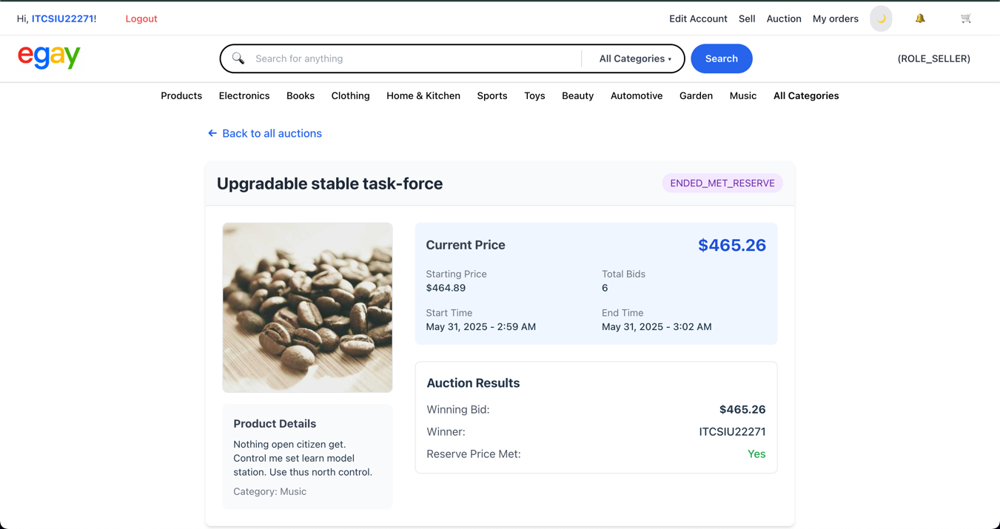 Hi, ITCSIU22271! Logout Edit Account Sell Auction My orders
egay Search for anything All Categories ▾ Search (ROLE_SELLER)
Products Electronics Books Clothing Home & Kitchen Sports Toys Beauty Automotive Garden Music All Categories
← Back to all auctions
Upgradable stable task-force ENDED_MET_RESERVE
Current Price $465.26
Starting Price Total Bids
$464.89 6
Start Time End Time
May 31, 2025 - 2:59 AM May 31, 2025 - 3:02 AM
Auction Results
Winning Bid: $465.26
Winner: ITCSIU22271
Reserve Price Met: Yes
Product Details
Nothing open citizen get.
Control me set learn model
station. Use thus north control.
Category: Music